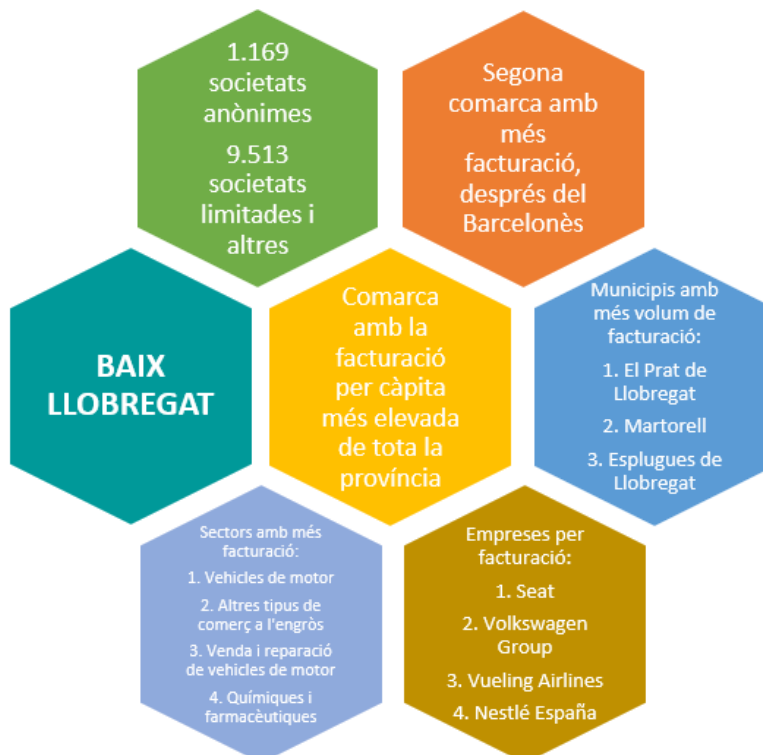 1.169
societats
anònimes
9.513
societats
limitades i
altres
Segona
comarca amb
més
facturació,
després del
Barcelonès
BAIX
LLOBREGAT
Comarca
amb la
facturació
per càpita
més elevada
de tota la
província
Municipis amb
més volum de
facturació:
1. El Prat de
Llobregat
2. Martorell
3. Esplugues de
Llobregat
Sectors amb més
facturació:
1. Vehicles de motor
2. Altres tipus de
comerç a l'engròs
3. Venda i reparació
de vehicles de motor
4. Químiques i
farmacèutiques
Empreses per
facturació:
1. Seat
2. Volkswagen
Group
3. Vueling Airlines
4. Nestlé España